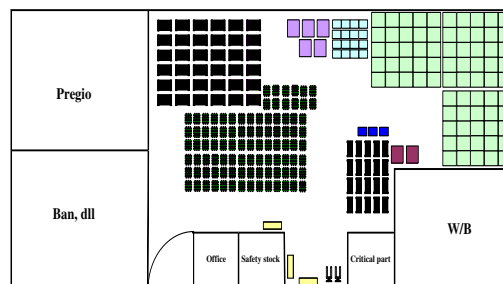 Pregio
Ban, dll
W/B
Office
Safety stock
Critical part